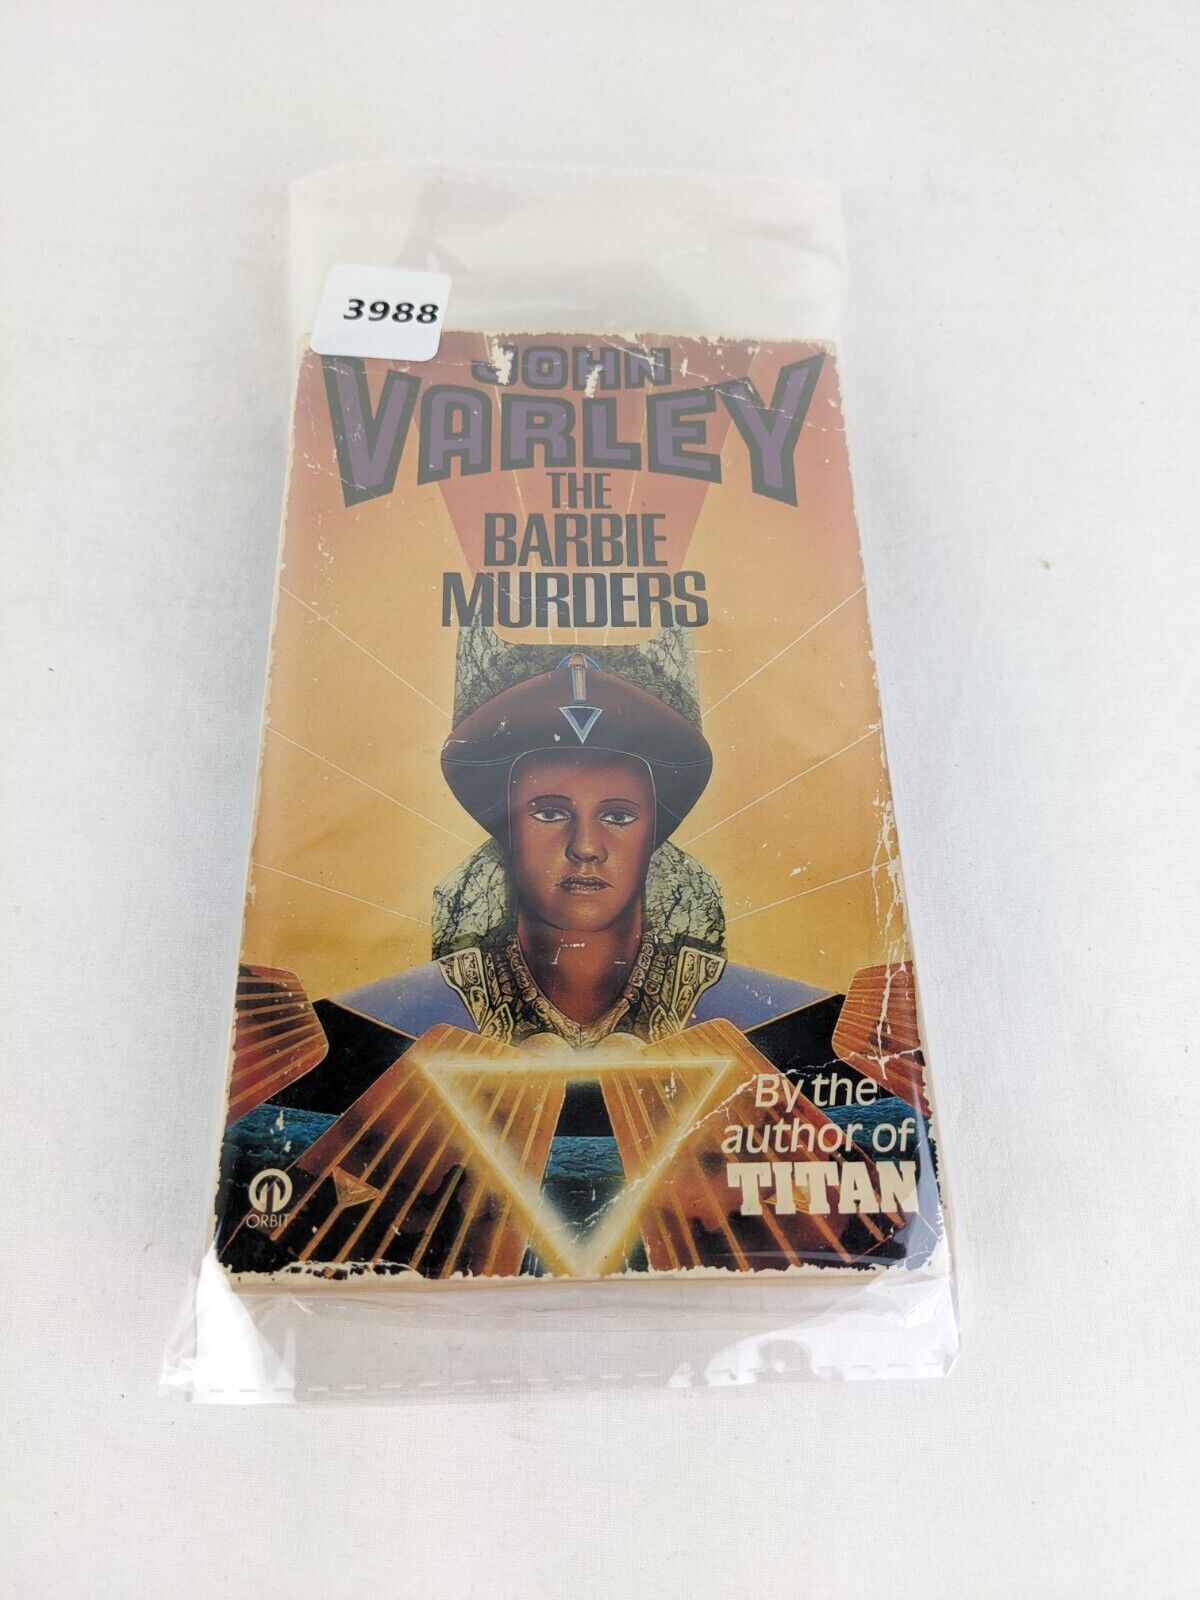 3988
JOHN
VARLEY
THE
BARBIE
MURDERS
By the
author of
TITAN
ORBIT